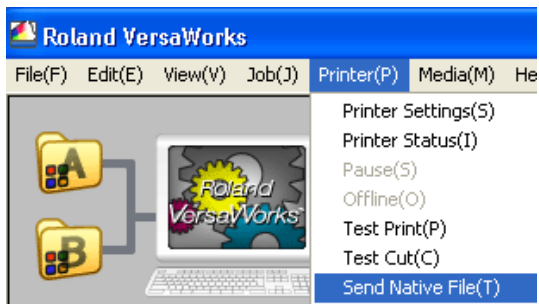 Roland VersaWorks
File(F) Edit(E) View(V) Job(J) Printer(P) Media(M) He
Printer Settings(S)
Printer Status(I)
Pause(S)
Offline(O)
Test Print(P)
Test Cut(C)
Send Native File(T)
A
Roland
VersaWorks
B